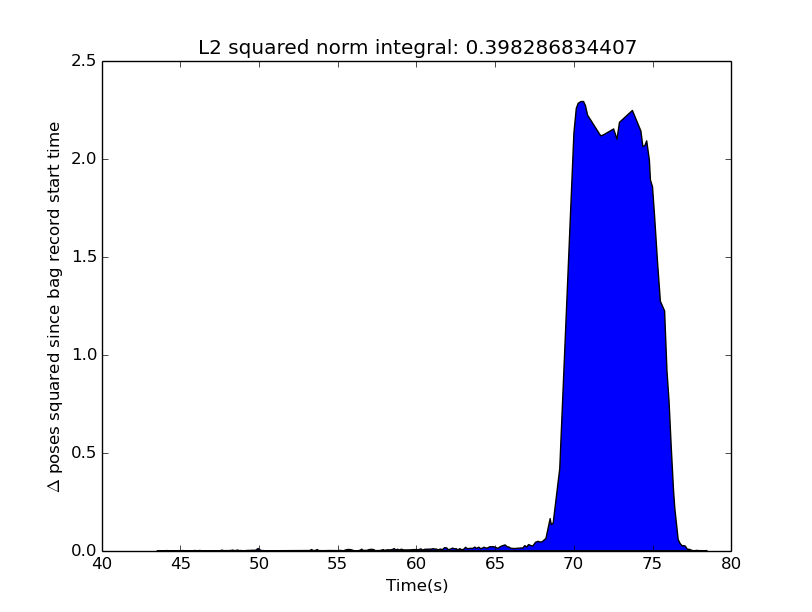 L2 squared norm integral: 0.398286834407
Δ poses squared since bag record start time
2.5
2.0
1.5
1.0
0.5
0.0
40 45 50 55 60 65 70 75 80
Time(s)